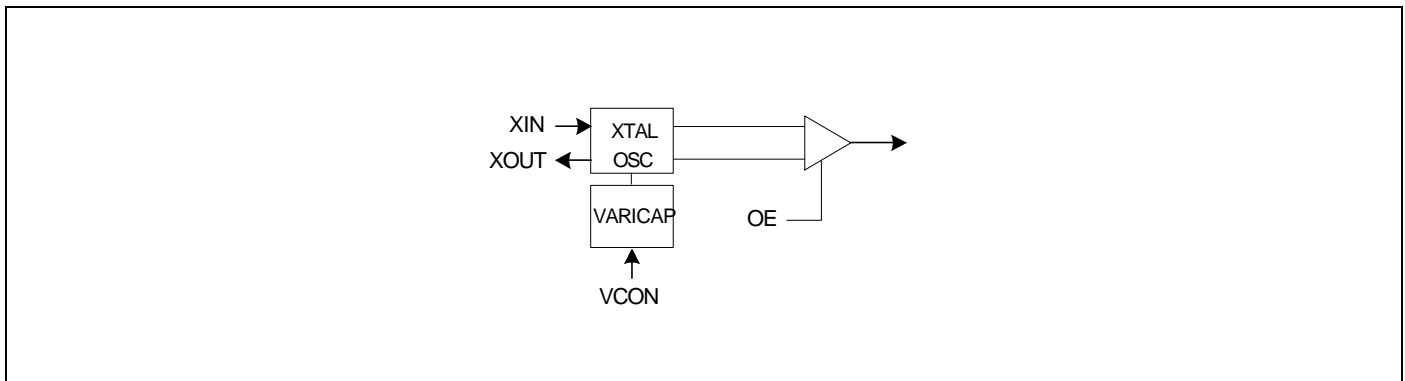 XIN
XTAL
XOUT
OSC
VARICAP
OE
VCON